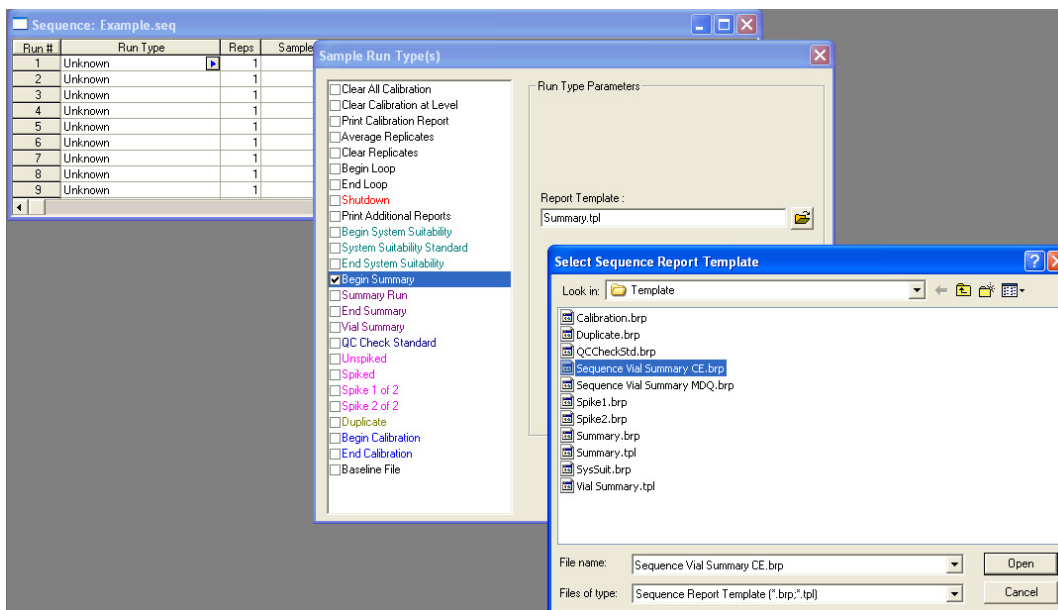 Sequence: Example.seq
Run # Run Type Reps Sample
1 Unknown 1
2 Unknown 1
3 Unknown 1
4 Unknown 1
5 Unknown 1
6 Unknown 1
7 Unknown 1
8 Unknown 1
9 Unknown 1
Sample Run Type(s)
Clear All Calibration
Clear Calibration at Level
Print Calibration Report
Average Replicates
Clear Replicates
Begin Loop
End Loop
Shutdown
Print Additional Reports
Begin System Suitability
System Suitability Standard
End System Suitability
Begin Summary
Summary Run
End Summary
Vial Summary
QC Check Standard
Unspiked
Spiked
Spike 1 of 2
Spike 2 of 2
Duplicate
Begin Calibration
End Calibration
Baseline File
Run Type Parameters
Report Template :
Summary.tpl
Select Sequence Report Template
Look in: Template
Calibration.brp
Duplicate.brp
QCCheckStd.brp
Sequence Vial Summary CE.brp
Sequence Vial Summary MDQ.brp
Spike1.brp
Spike2.brp
Summary.brp
Summary.tpl
SysSuit.brp
Vial Summary.tpl
File name: Sequence Vial Summary CE.brp Open
Files of type: Sequence Report Template (*.brp;*.tpl) Cancel